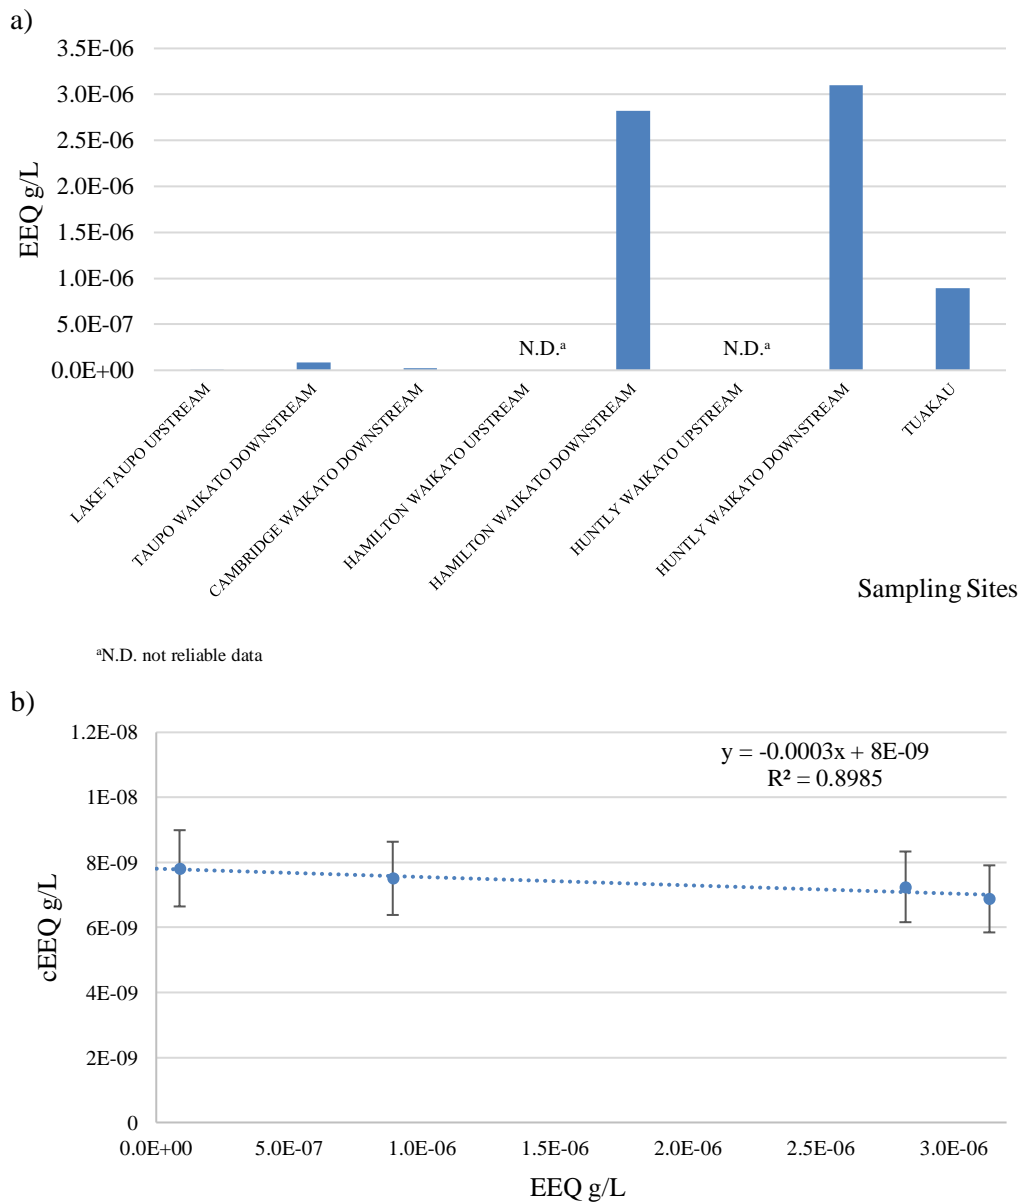 a)
3.5E-06
3.0E-06
2.5E-06
2.0E-06
1.5E-06
1.0E-06
5.0E-07
0.0E+00
EEQ g/L
N.D.ᵃ
N.D.ᵃ
LAKE TAUPO UPSTREAM
TAUPO WAIKATO DOWNSTREAM
CAMBRIDGE WAIKATO DOWNSTREAM
HAMILTON WAIKATO UPSTREAM
HAMILTON WAIKATO DOWNSTREAM
HUNTLY WAIKATO UPSTREAM
HUNTLY WAIKATO DOWNSTREAM
TUAKAU
Sampling Sites
ᵃN.D. not reliable data
b)
1.2E-08
1E-08
8E-09
6E-09
4E-09
2E-09
0
cEEQ g/L
y = -0.0003x + 8E-09
R² = 0.8985
0.0E+00 5.0E-07 1.0E-06 1.5E-06 2.0E-06 2.5E-06 3.0E-06
EEQ g/L